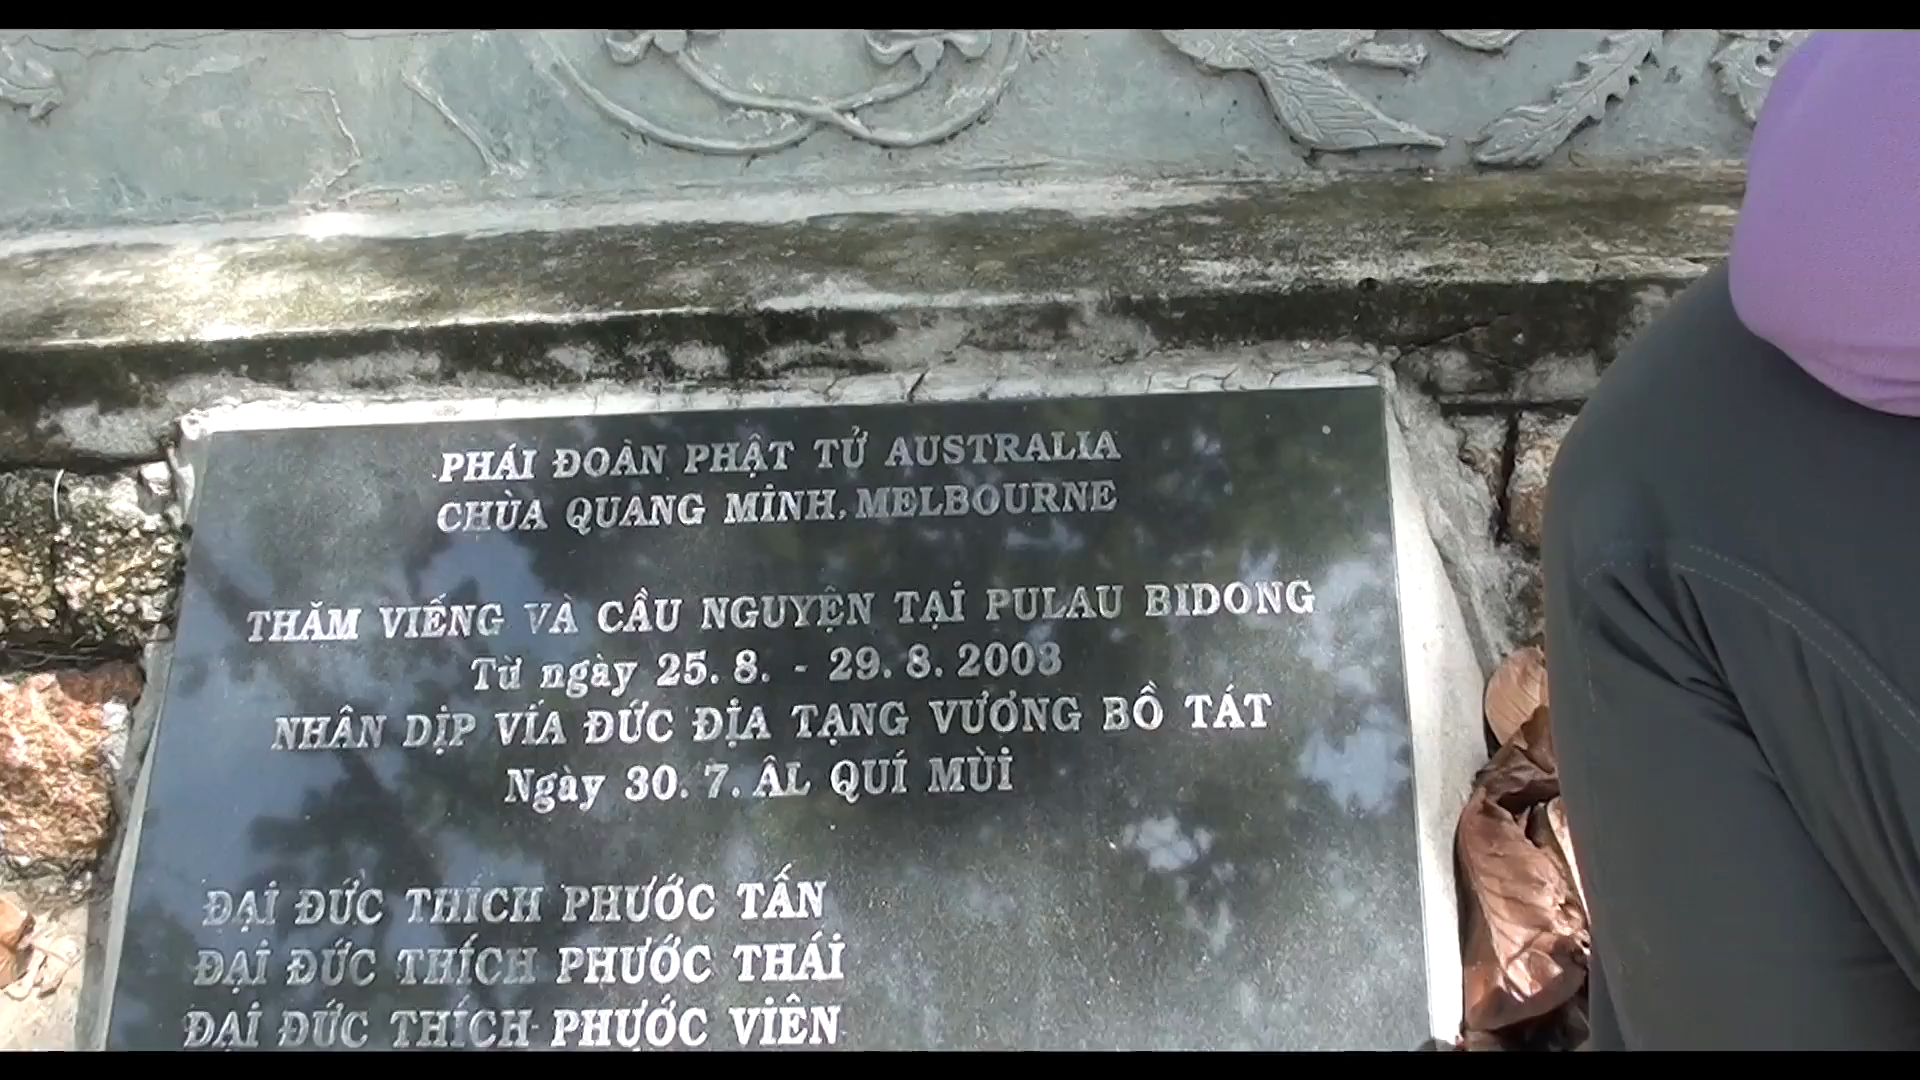 PHÁI ĐOÀN PHẬT TỬ AUSTRALIA
CHÙA QUANG MINH, MELBOURNE
THĂM VIẾNG VÀ CẦU NGUYỆN TẠI PULAU BIDONG
Từ ngày 25. 8. - 29. 8. 2003
NHÂN DỊP VÍA ĐỨC ĐỊA TẠNG VƯƠNG BỒ TÁT
Ngày 30. 7. ÂL QUÍ MÙI
ĐẠI ĐỨC THÍCH PHƯỚC TẤN
ĐẠI ĐỨC THÍCH PHƯỚC THÁI
ĐẠI ĐỨC THÍCH PHƯỚC VIÊN